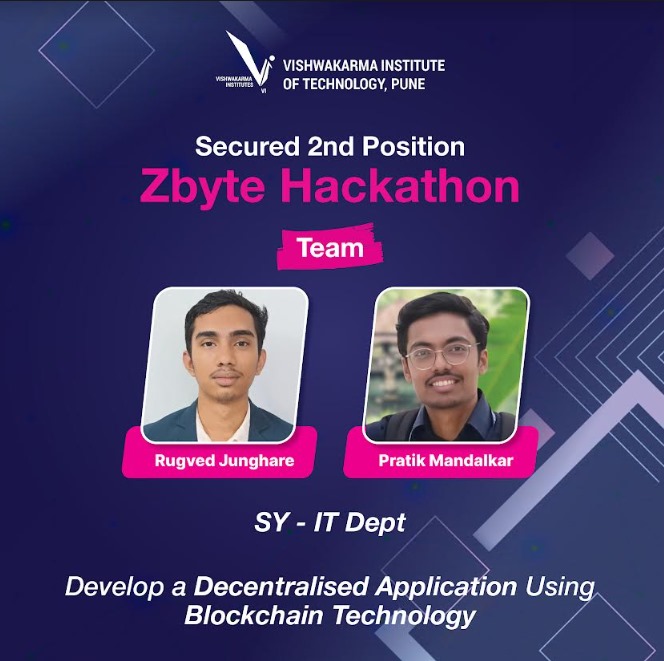 VISHWAKARMA
INSTITUTES
VI
VISHWAKARMA INSTITUTE
OF TECHNOLOGY, PUNE
Secured 2nd Position
Zbyte Hackathon
Team
Rugved Junghare
Pratik Mandalkar
SY - IT Dept
Develop a Decentralised Application Using
Blockchain Technology